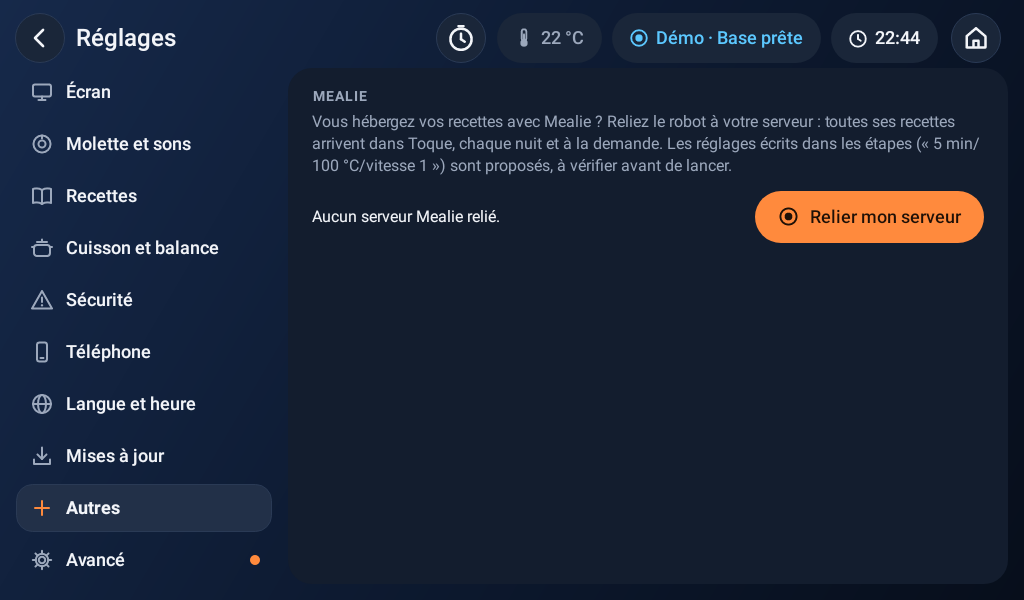 Réglages
22 °C
Démo · Base prête
22:44
Écran
Molette et sons
Recettes
Cuisson et balance
Sécurité
Téléphone
Langue et heure
Mises à jour
Autres
Avancé
MEALIE
Vous hébergez vos recettes avec Mealie ? Reliez le robot à votre serveur : toutes ses recettes
arrivent dans Toque, chaque nuit et à la demande. Les réglages écrits dans les étapes (« 5 min/
100 °C/vitesse 1 ») sont proposés, à vérifier avant de lancer.
Aucun serveur Mealie relié.
Relier mon serveur